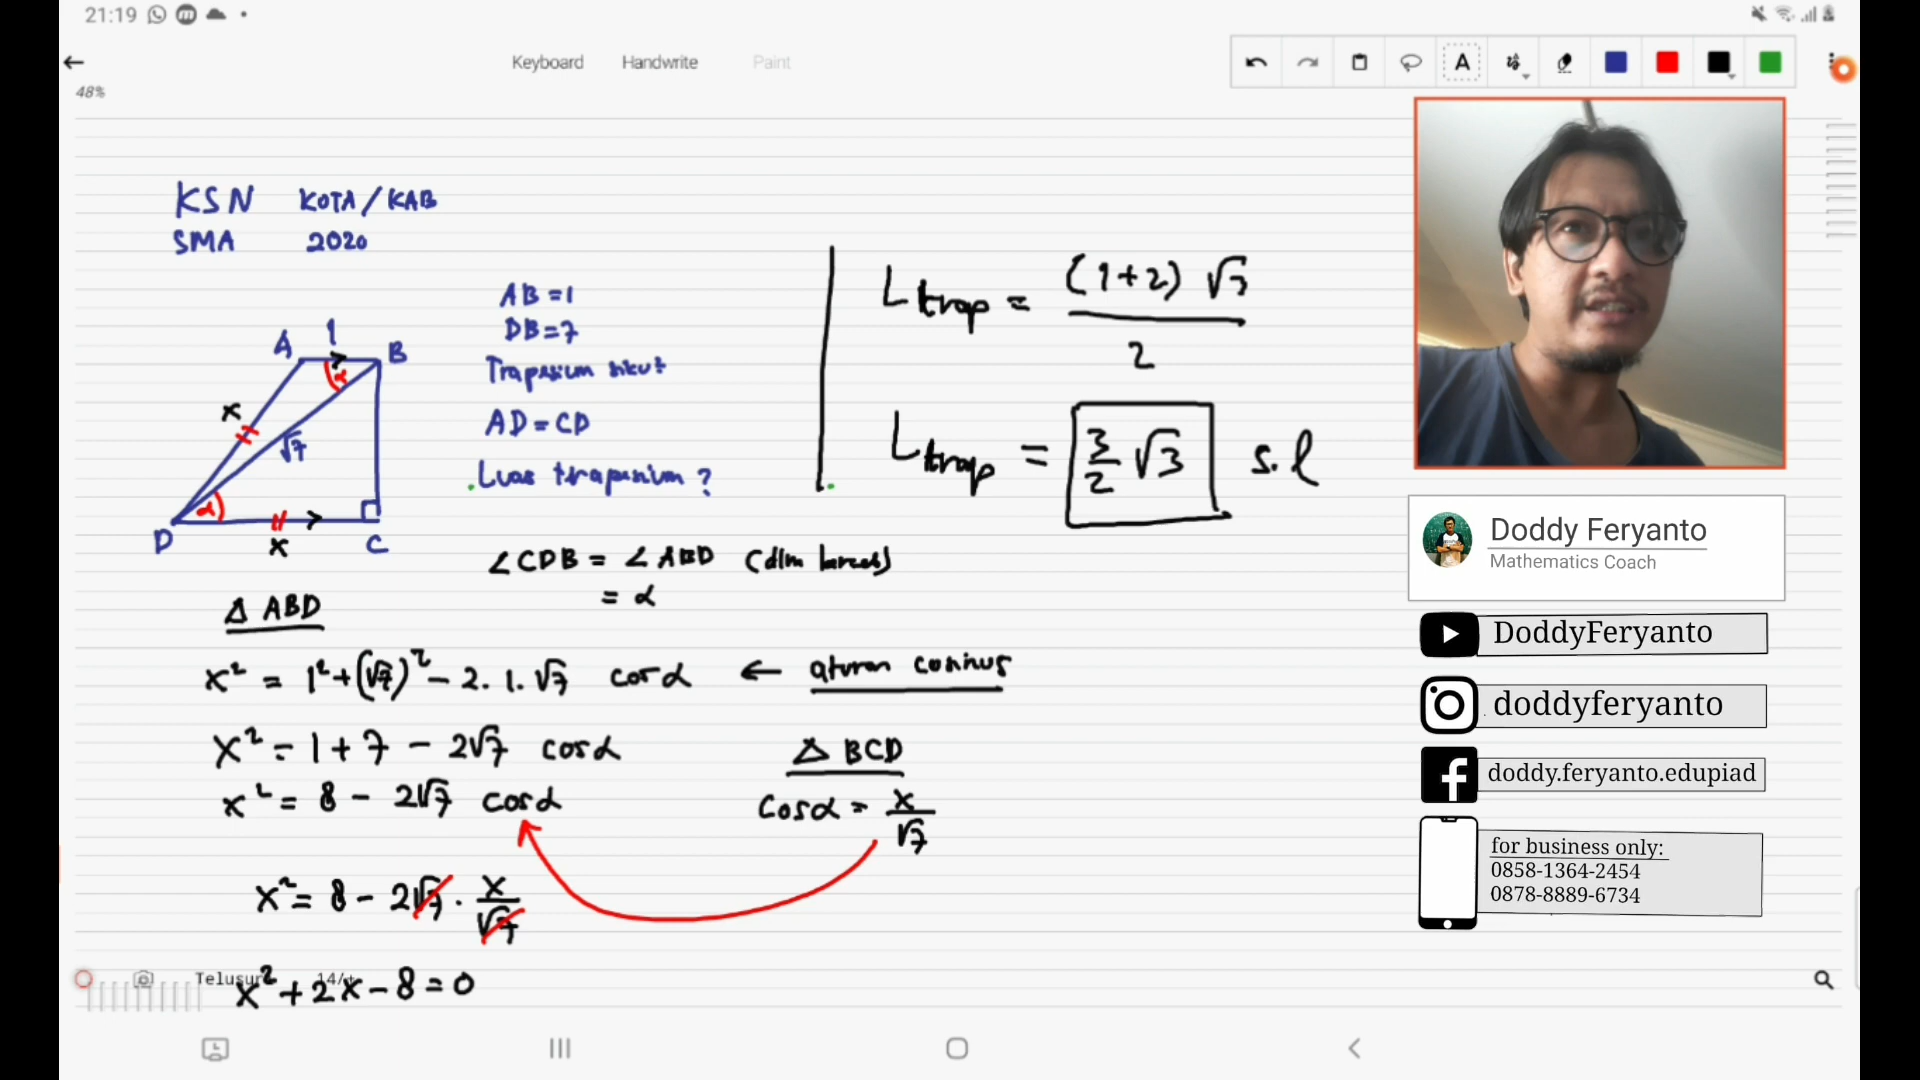 21:19
Keyboard Handwrite Paint
48%
A
KSN KOTA/KAB
SMA 2020
AB = 1
DB = 7
Trapesium siku²
AD = CD
Luas trapesium ?
A 1 B
α
x
√7
α
D x C
L trap = (1+2) √3 / 2
L trap = 3/2 √3 s.l
∠CDB = ∠ABD (dlm
= α
Δ ABD
x² = 1² + (√7)² - 2. 1. √7 cos α ← aturan cosinus
x² = 1 + 7 - 2√7 cos α
x² = 8 - 2√7 cos α
Δ BCD
cos α = x/√7
x² = 8 - 2√7 . x/√7
Telusur 14/+
x² + 2x - 8 = 0
Doddy Feryanto
Mathematics Coach
DoddyFeryanto
doddyferyanto
doddy.feryanto.edupiad
for business only:
0858-1364-2454
0878-8889-6734